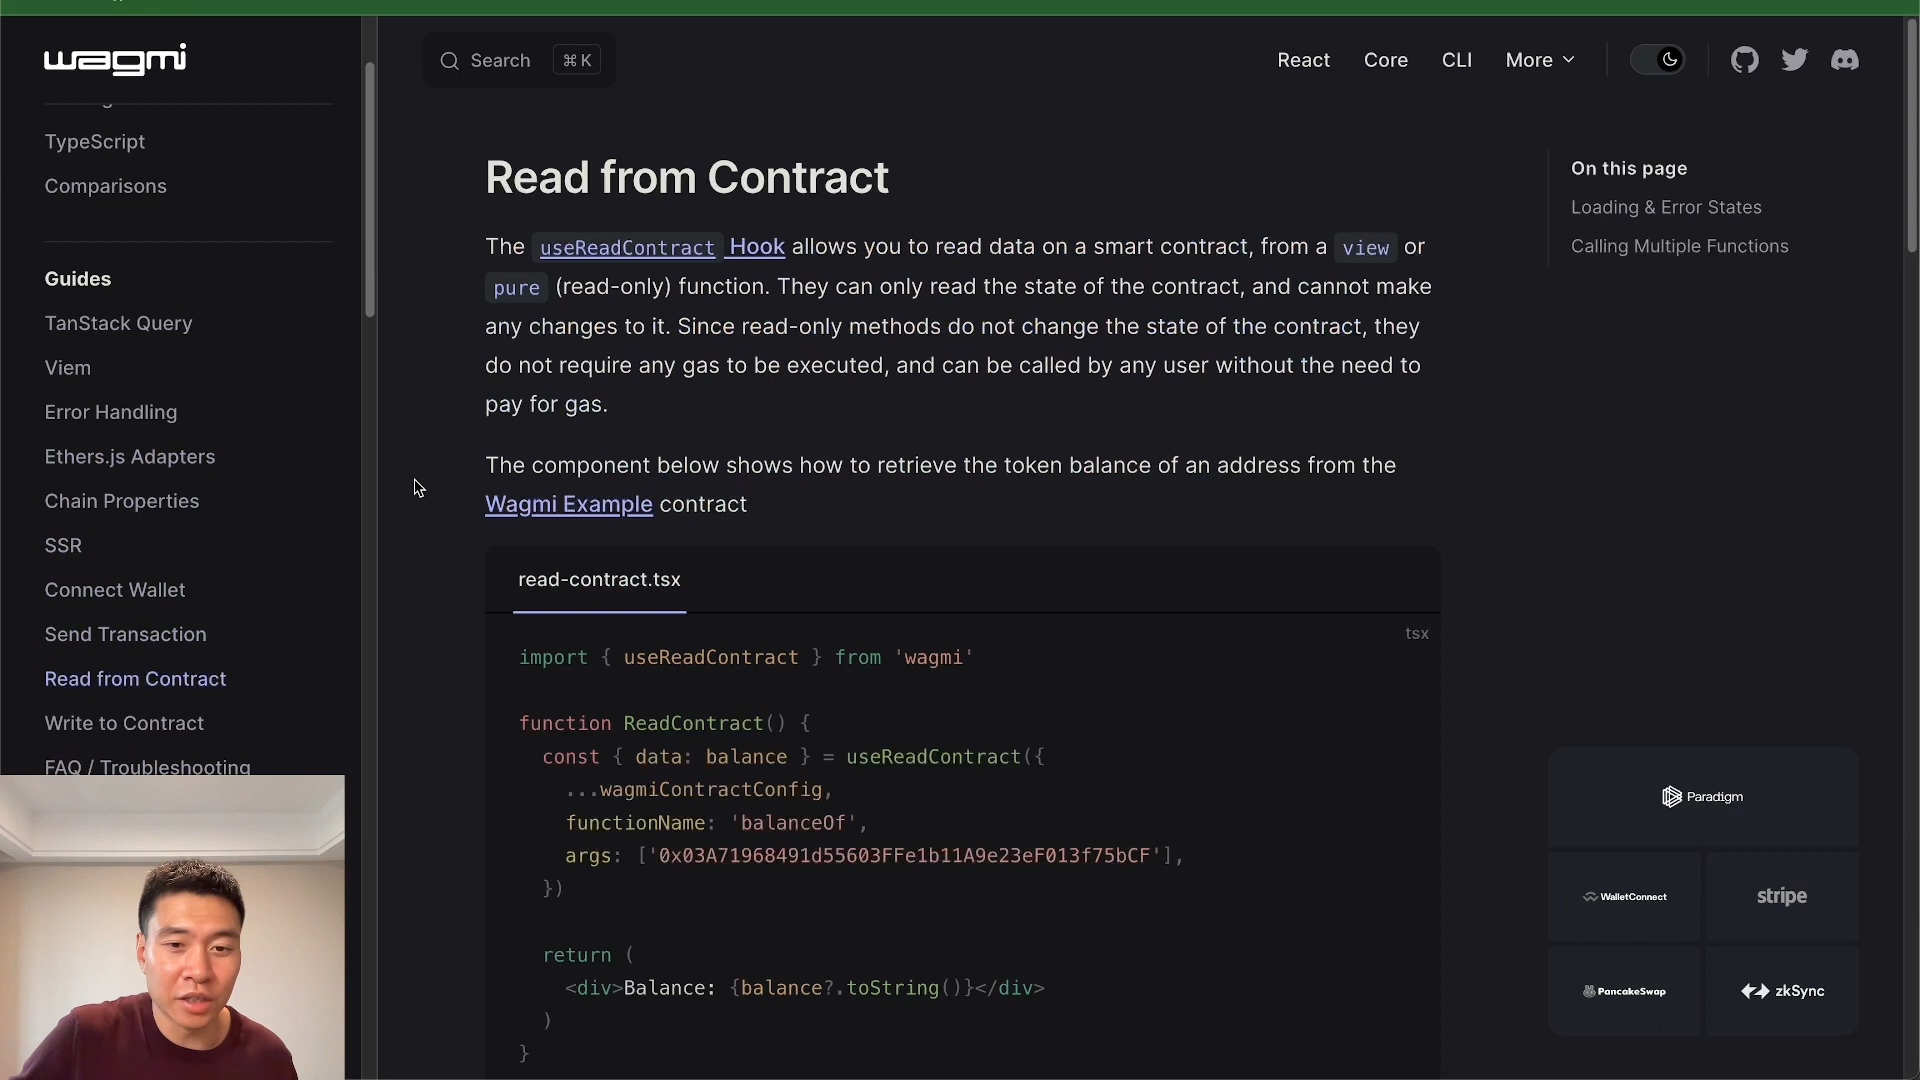 wagmi
TypeScript
Comparisons
Guides
TanStack Query
Viem
Error Handling
Ethers.js Adapters
Chain Properties
SSR
Connect Wallet
Send Transaction
Read from Contract
Write to Contract
FAQ / Troubleshooting
Search ⌘ K
React Core CLI More
Read from Contract
The useReadContract Hook allows you to read data on a smart contract, from a view or
pure (read-only) function. They can only read the state of the contract, and cannot make
any changes to it. Since read-only methods do not change the state of the contract, they
do not require any gas to be executed, and can be called by any user without the need to
pay for gas.
The component below shows how to retrieve the token balance of an address from the
Wagmi Example contract
read-contract.tsx
tsx
import { useReadContract } from 'wagmi'
function ReadContract() {
const { data: balance } = useReadContract({
...wagmiContractConfig,
functionName: 'balanceOf',
args: ['0x03A71968491d55603FFe1b11A9e23eF013f75bCF'],
})
return (
<div>Balance: {balance?.toString()}</div>
)
}
On this page
Loading & Error States
Calling Multiple Functions
Paradigm
WalletConnect
stripe
PancakeSwap
zkSync